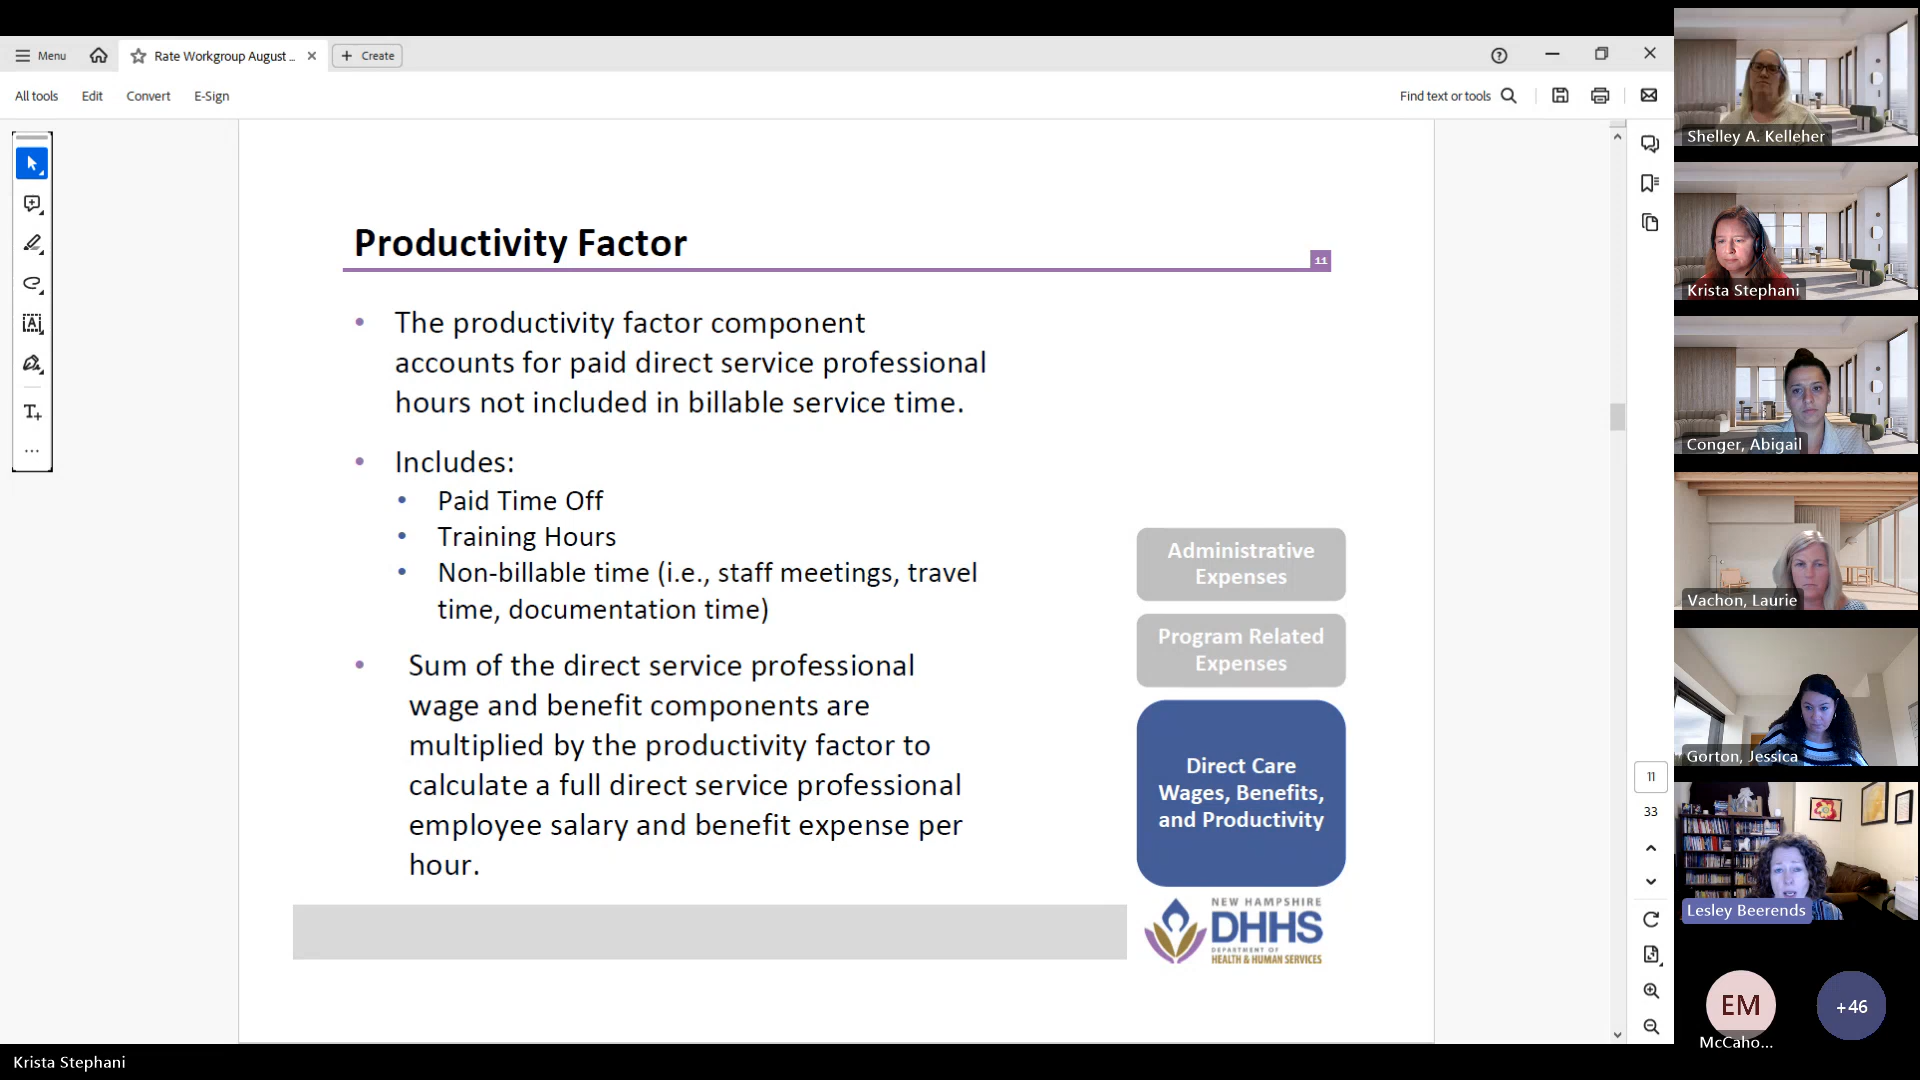 Menu
Rate Workgroup August ...
Create
All tools
Edit
Convert
E-Sign
Find text or tools
Productivity Factor
11
• The productivity factor component
accounts for paid direct service professional
hours not included in billable service time.
• Includes:
• Paid Time Off
• Training Hours
• Non-billable time (i.e., staff meetings, travel
time, documentation time)
• Sum of the direct service professional
wage and benefit components are
multiplied by the productivity factor to
calculate a full direct service professional
employee salary and benefit expense per
hour.
Administrative
Expenses
Program Related
Expenses
Direct Care
Wages, Benefits,
and Productivity
NEW HAMPSHIRE
DHHS
DEPARTMENT OF
HEALTH & HUMAN SERVICES
11
33
Shelley A. Kelleher
Krista Stephani
Conger, Abigail
Vachon, Laurie
Gorton, Jessica
Lesley Beerends
EM
McCaho...
+46
Krista Stephani